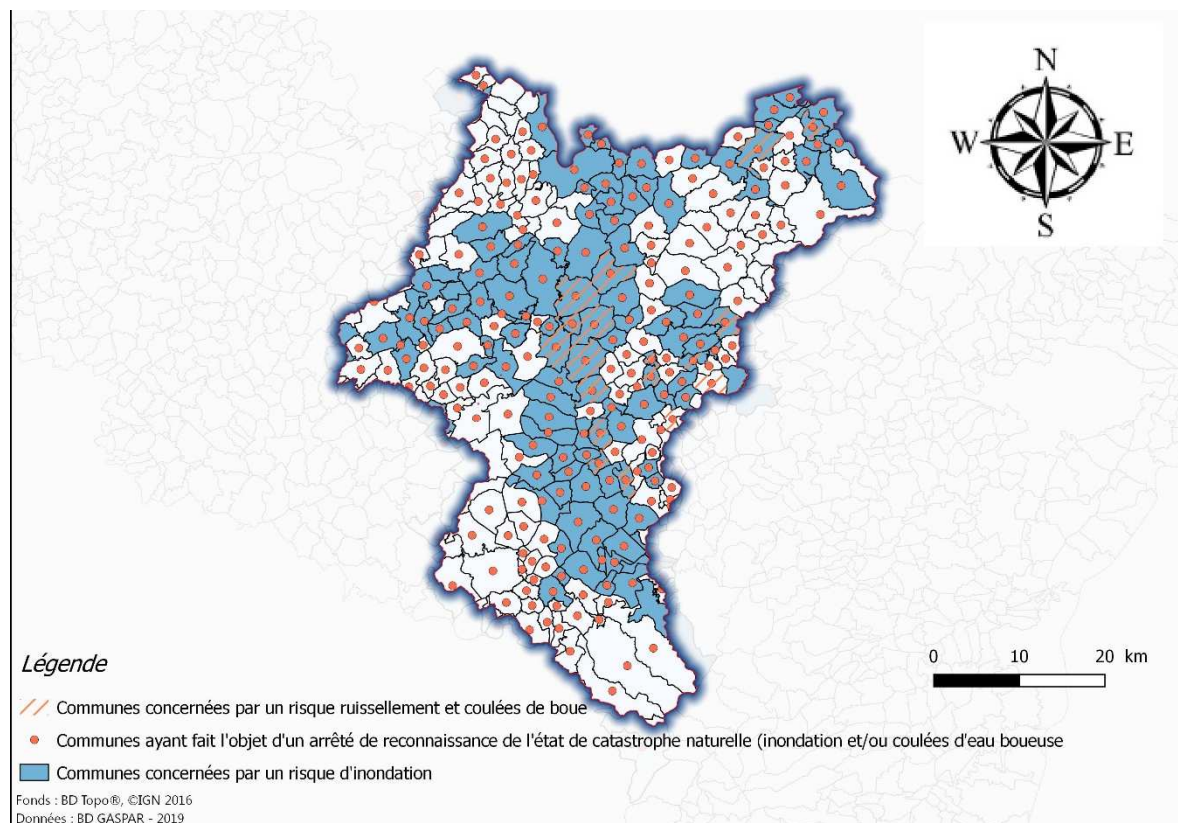 N
W E
S
0 10 20 km
Légende
Communes concernées par un risque ruissellement et coulées de boue
Communes ayant fait l'objet d'un arrêté de reconnaissance de l'état de catastrophe naturelle (inondation et/ou coulées d'eau boueuse
Communes concernées par un risque d'inondation
Fonds : BD Topo®, ©IGN 2016
Données : BD GASPAR - 2019